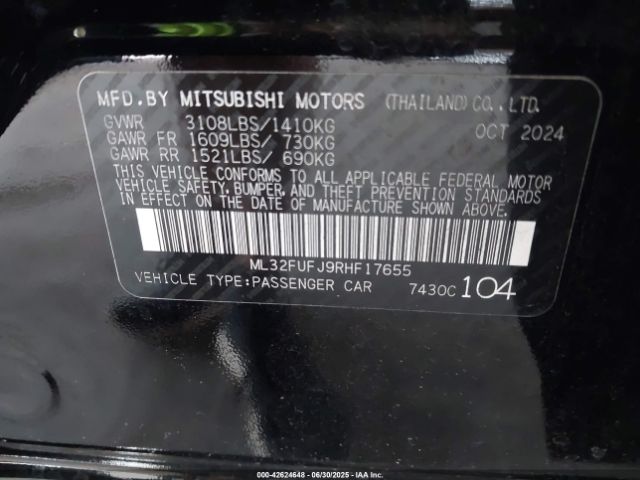 MFD.BY MITSUBISHI MOTORS (THAILAND)CO.,LTD.
GVWR 3108LBS/1410KG OCT 2024
GAWR FR 1609LBS/ 730KG
GAWR RR 1521LBS/ 690KG
THIS VEHICLE CONFORMS TO ALL APPLICABLE FEDERAL MOTOR
VEHICLE SAFETY, BUMPER, AND THEFT PREVENTION STANDARDS
IN EFFECT ON THE DATE OF MANUFACTURE SHOWN ABOVE.
ML32FUFJ9RHF17655
VEHICLE TYPE:PASSENGER CAR 7430C 104
000-42624648 - 06/30/2025 - IAAI.com